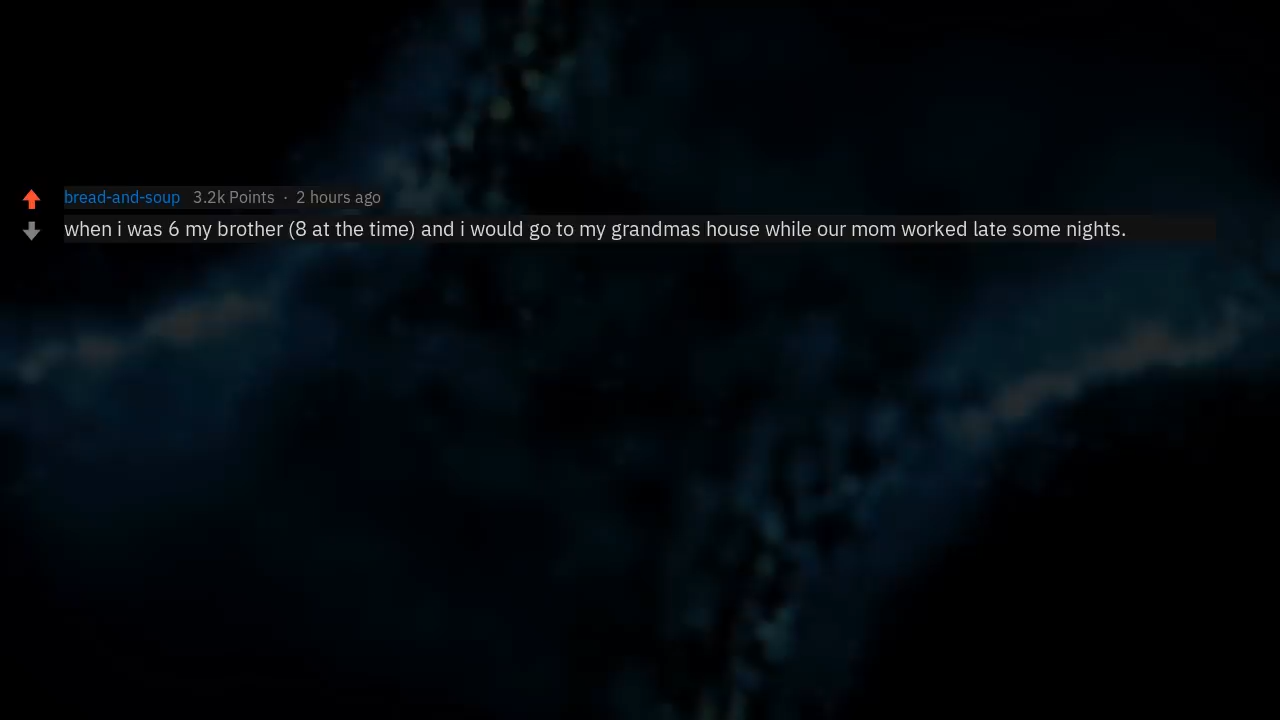 bread-and-soup 3.2k Points · 2 hours ago
when i was 6 my brother (8 at the time) and i would go to my grandmas house while our mom worked late some nights.